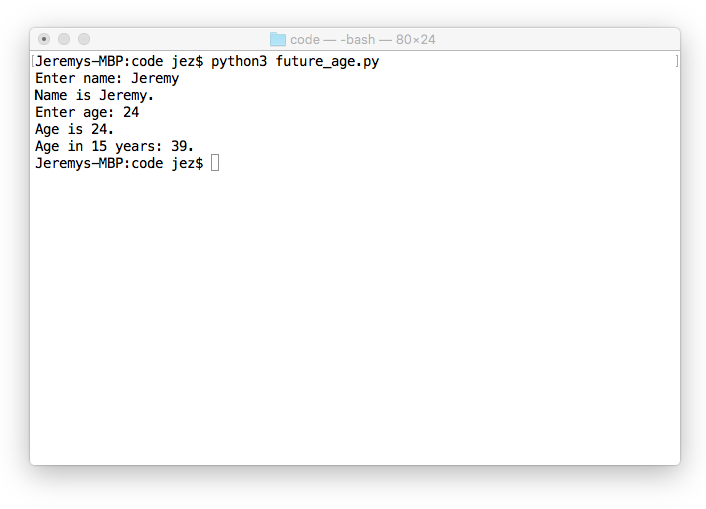 code — -bash — 80×24
[Jeremys-MBP:code jez$ python3 future_age.py ]
Enter name: Jeremy
Name is Jeremy.
Enter age: 24
Age is 24.
Age in 15 years: 39.
Jeremys-MBP:code jez$